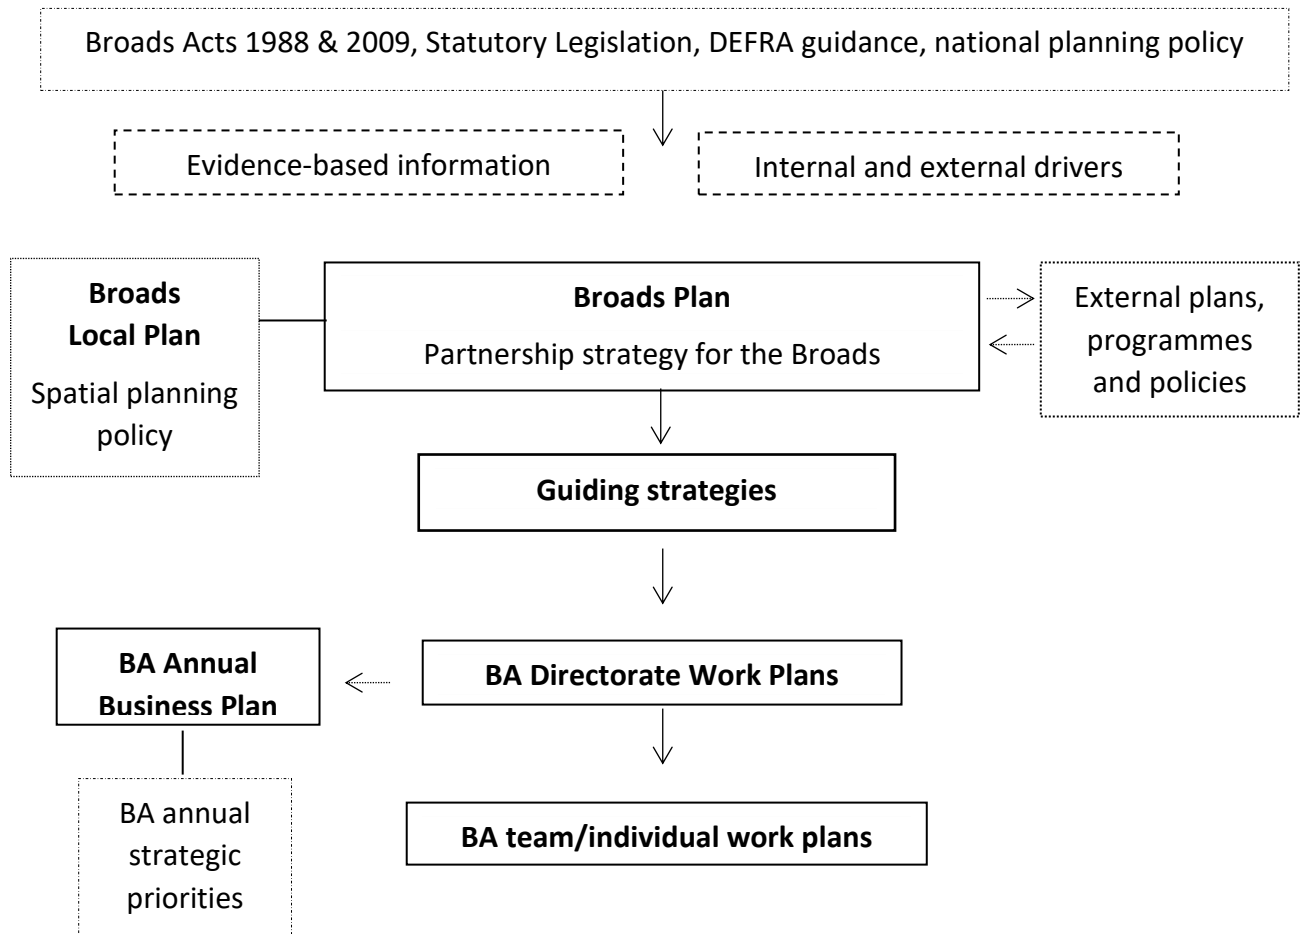 Broads Acts 1988 & 2009, Statutory Legislation, DEFRA guidance, national planning policy
Evidence-based information
Internal and external drivers
Broads
Local Plan
Spatial planning
policy
Broads Plan
Partnership strategy for the Broads
External plans,
programmes
and policies
Guiding strategies
BA Annual
Business Plan
BA Directorate Work Plans
BA annual
strategic
priorities
BA team/individual work plans